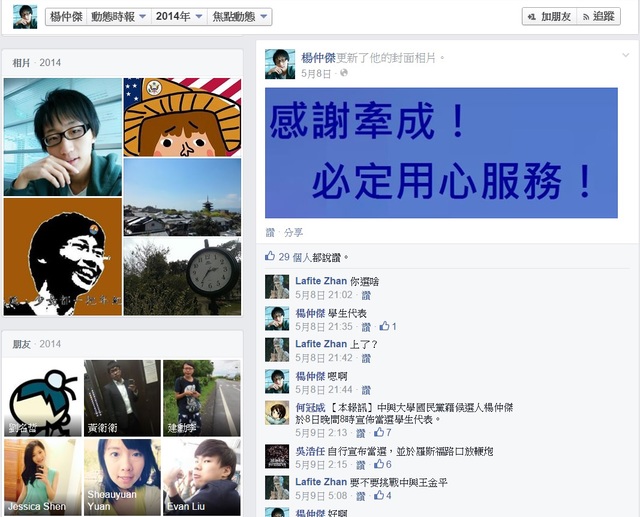 楊仲傑 動態時報 2014年 焦點動態
加朋友 追蹤
相片 · 2014
朋友 · 2014
黃衛衛
Jessica Shen
Sheauyuan Yuan
Evan Liu
楊仲傑更新了他的封面相片。
5月8日
感謝牽成！
必定用心服務！
讚 · 分享
29 個人都說讚。
Lafite Zhan 你選啥
5月8日 21:02 · 讚
楊仲傑 學生代表
5月8日 21:35 · 讚 · 1
Lafite Zhan 上了？
5月8日 21:42 · 讚
楊仲傑 嗯啊
5月8日 21:44 · 讚
何冠威 【本報訊】中興大學國民黨籍候選人楊仲傑
於8日晚間8時宣佈當選學生代表。
5月9日 2:13 · 讚 · 7
吳浩任 自行宣布當選，並於羅斯福路口放鞭炮
5月9日 2:15 · 讚 · 6
Lafite Zhan 要不要挑戰中興王金平
5月9日 5:08 · 讚 · 4
楊仲傑 好啊